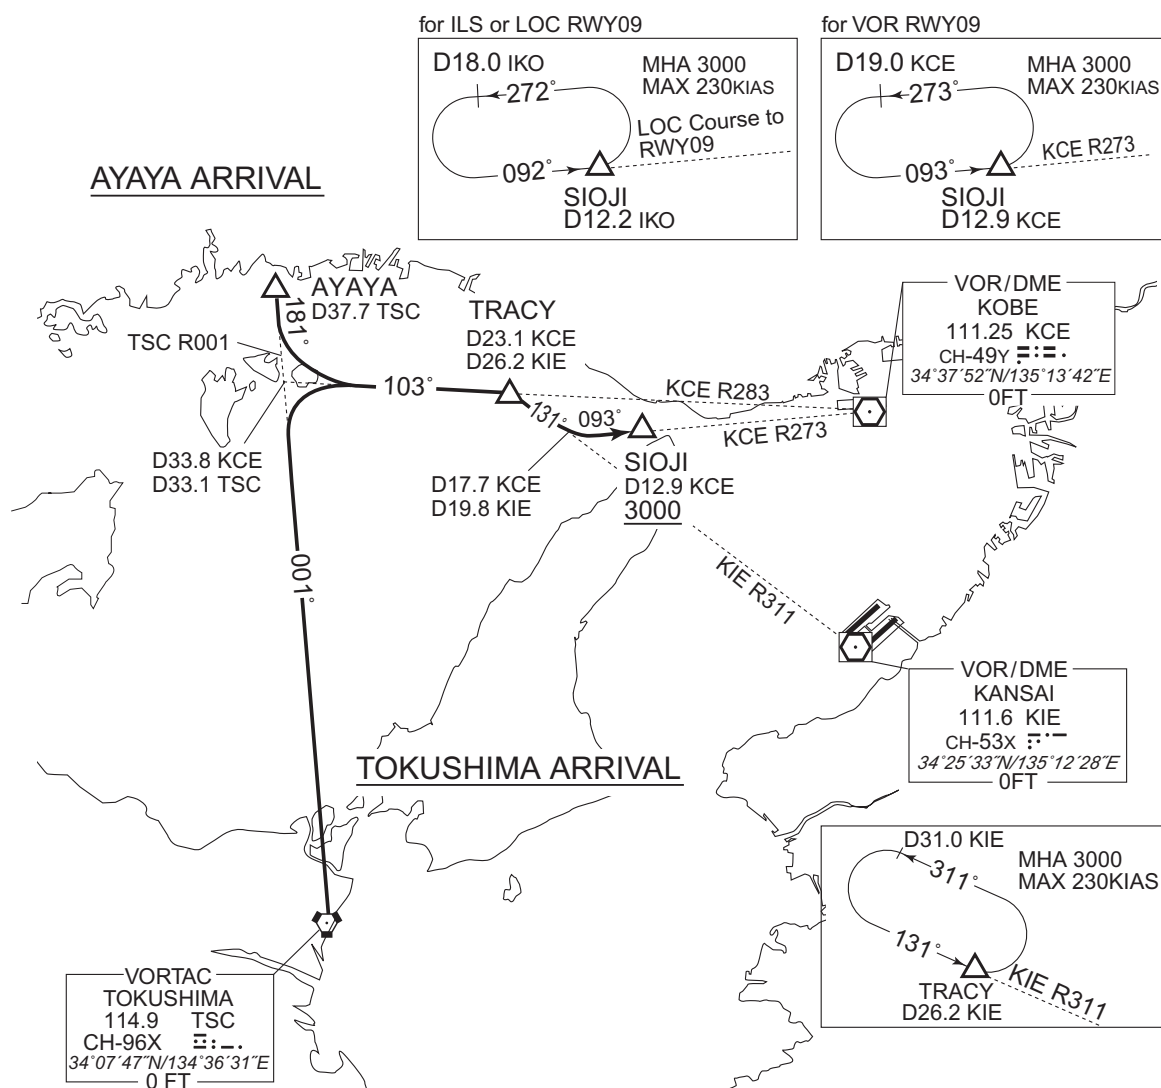 for ILS or LOC RWY09
D18.0 IKO
MHA 3000
MAX 230KIAS
272°
LOC Course to
RWY09
092°
SIOJI
D12.2 IKO
for VOR RWY09
D19.0 KCE
MHA 3000
MAX 230KIAS
273°
KCE R273
093°
SIOJI
D12.9 KCE
AYAYA ARRIVAL
AYAYA
D37.7 TSC
181°
TSC R001
TRACY
D23.1 KCE
D26.2 KIE
VOR/DME
KOBE
111.25 KCE
CH-49Y
34°37´52˝N/135°13´42˝E
0FT
103°
KCE R283
131°
093°
KCE R273
D33.8 KCE
D33.1 TSC
D17.7 KCE
D19.8 KIE
SIOJI
D12.9 KCE
3000
001°
KIE R311
VOR/DME
KANSAI
111.6 KIE
CH-53X
34°25´33˝N/135°12´28˝E
0FT
TOKUSHIMA ARRIVAL
D31.0 KIE
MHA 3000
MAX 230KIAS
311°
131°
TRACY
D26.2 KIE
KIE R311
VORTAC
TOKUSHIMA
114.9 TSC
CH-96X
34°07´47˝N/134°36´31˝E
0 FT